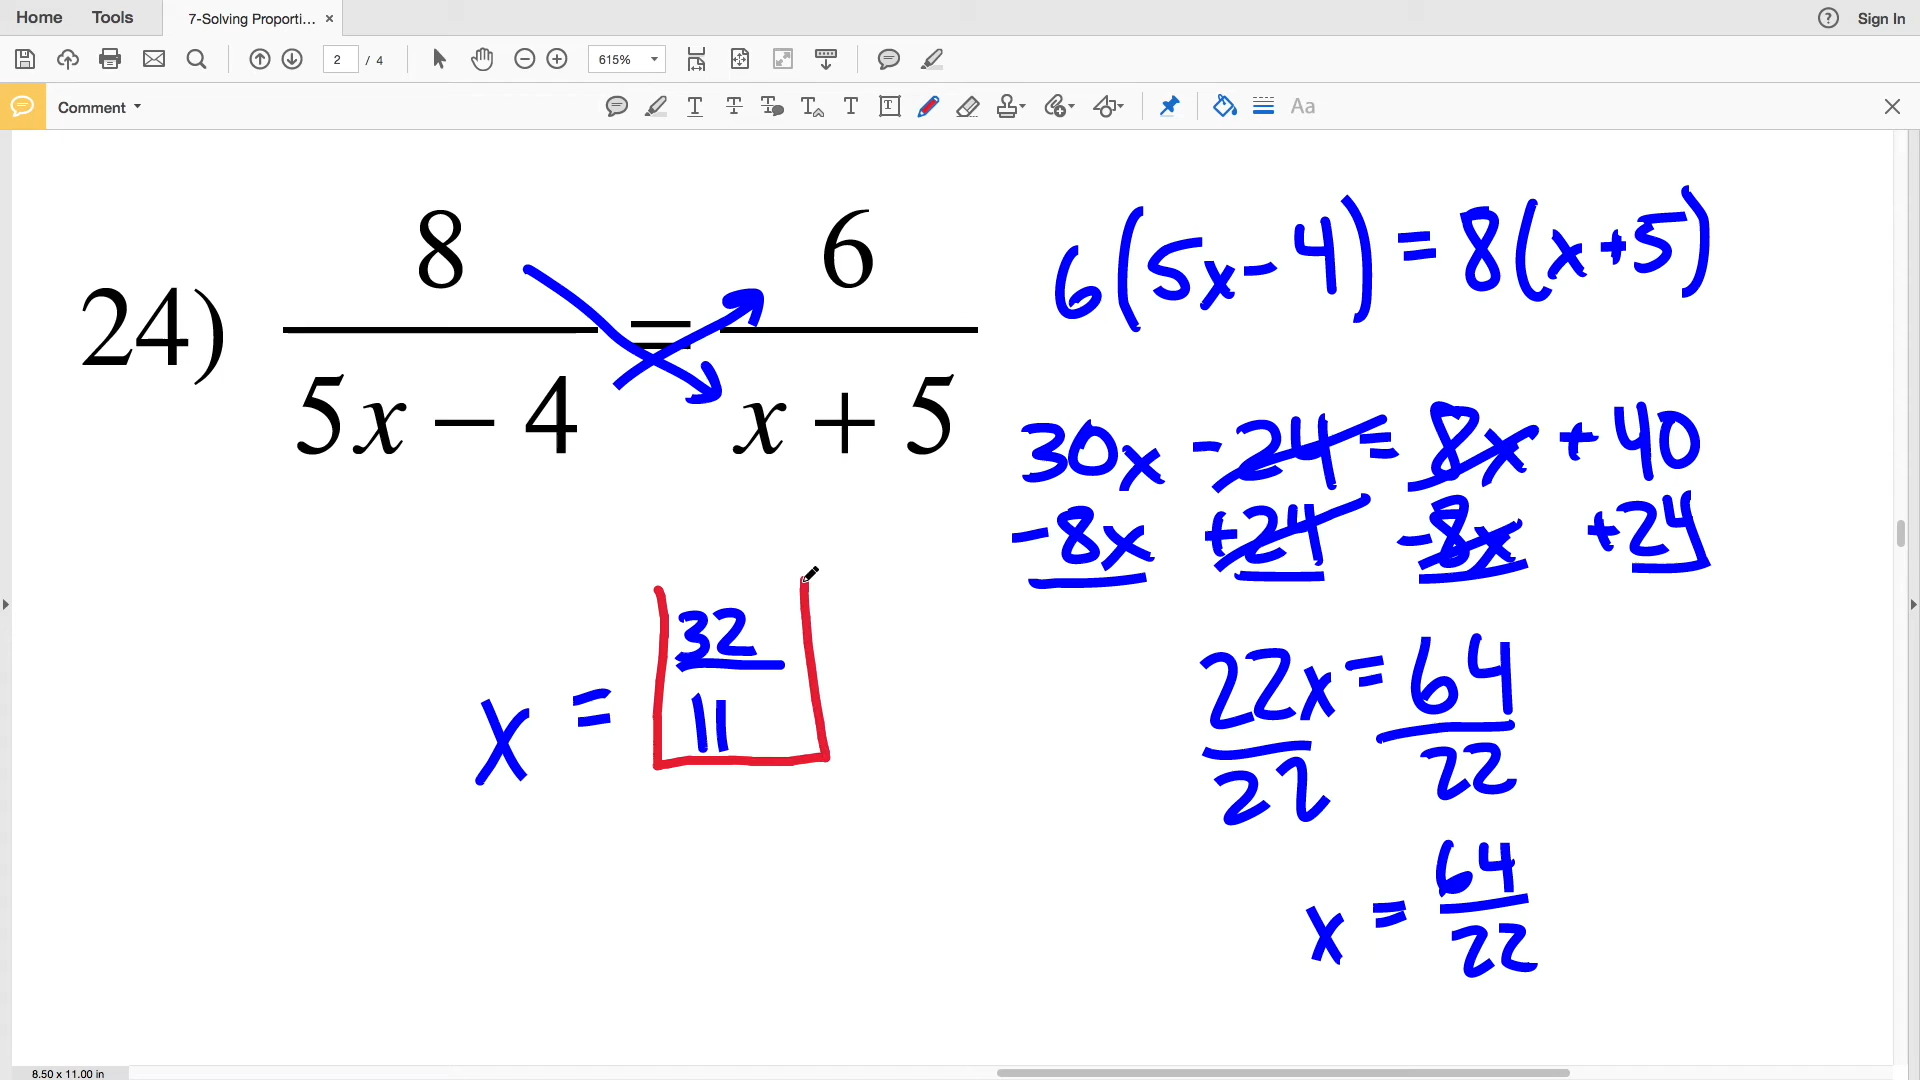 Home Tools 7-Solving Proporti... × ? Sign In
2 / 4 615%
Comment T T T T T T Aa
24) 8/(5x − 4) = 6/(x + 5)
6(5x-4) = 8(x+5)
30x - 24 = 8x + 40
-8x +24 -8x +24
22x = 64
22 22
x = 64/22
x = 32/11
8.50 x 11.00 in